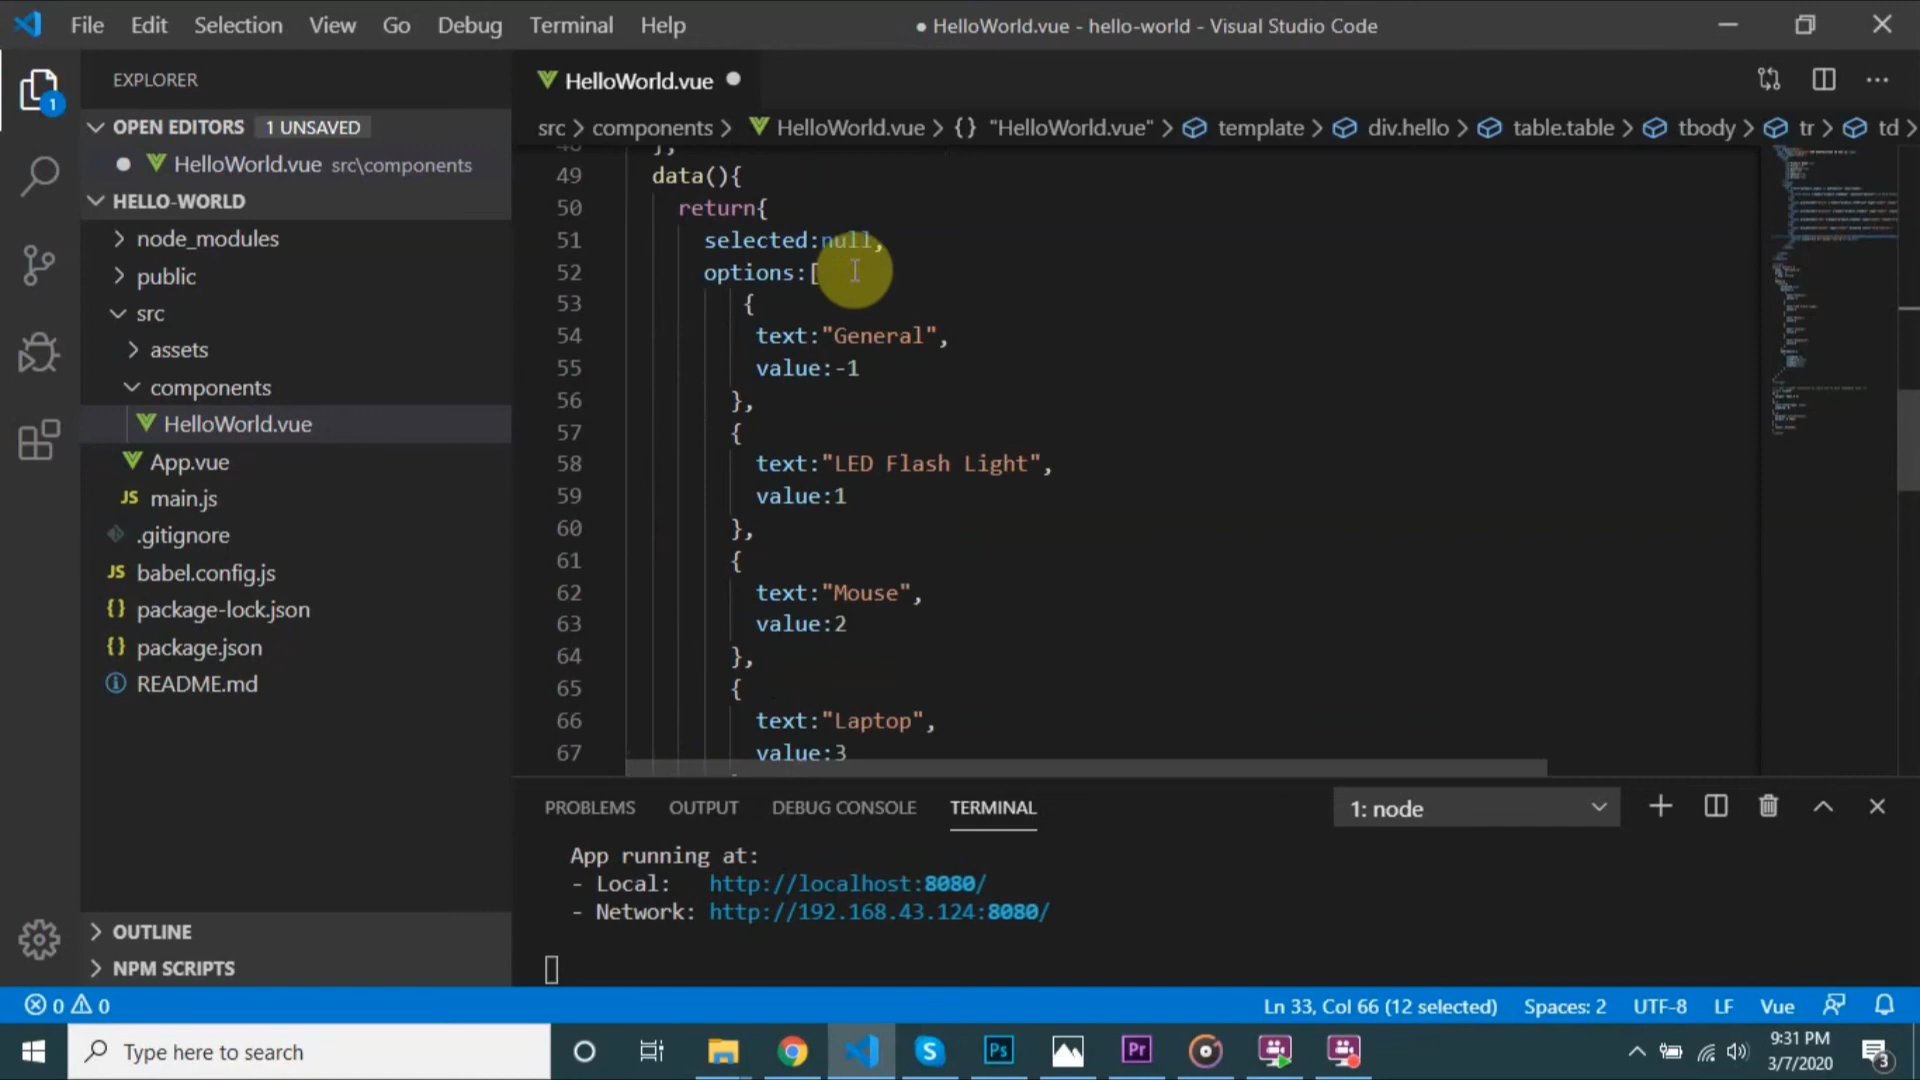 File Edit Selection View Go Debug Terminal Help
● HelloWorld.vue - hello-world - Visual Studio Code
EXPLORER
OPEN EDITORS 1 UNSAVED
HelloWorld.vue src\components
HELLO-WORLD
node_modules
public
src
assets
components
HelloWorld.vue
App.vue
JS main.js
.gitignore
JS babel.config.js
{} package-lock.json
{} package.json
README.md
OUTLINE
NPM SCRIPTS
1
HelloWorld.vue
src > components > HelloWorld.vue > {} "HelloWorld.vue" > template > div.hello > table.table > tbody > tr > td >
48 },
49 data(){
50 return{
51 selected:null,
52 options:[
53 {
54 text:"General",
55 value:-1
56 },
57 {
58 text:"LED Flash Light",
59 value:1
60 },
61 {
62 text:"Mouse",
63 value:2
64 },
65 {
66 text:"Laptop",
67 value:3
PROBLEMS OUTPUT DEBUG CONSOLE TERMINAL 1: node
App running at:
- Local: http://localhost:8080/
- Network: http://192.168.43.124:8080/
0 0 Ln 33, Col 66 (12 selected) Spaces: 2 UTF-8 LF Vue
Type here to search
S Ps Pr
9:31 PM
3/7/2020
3